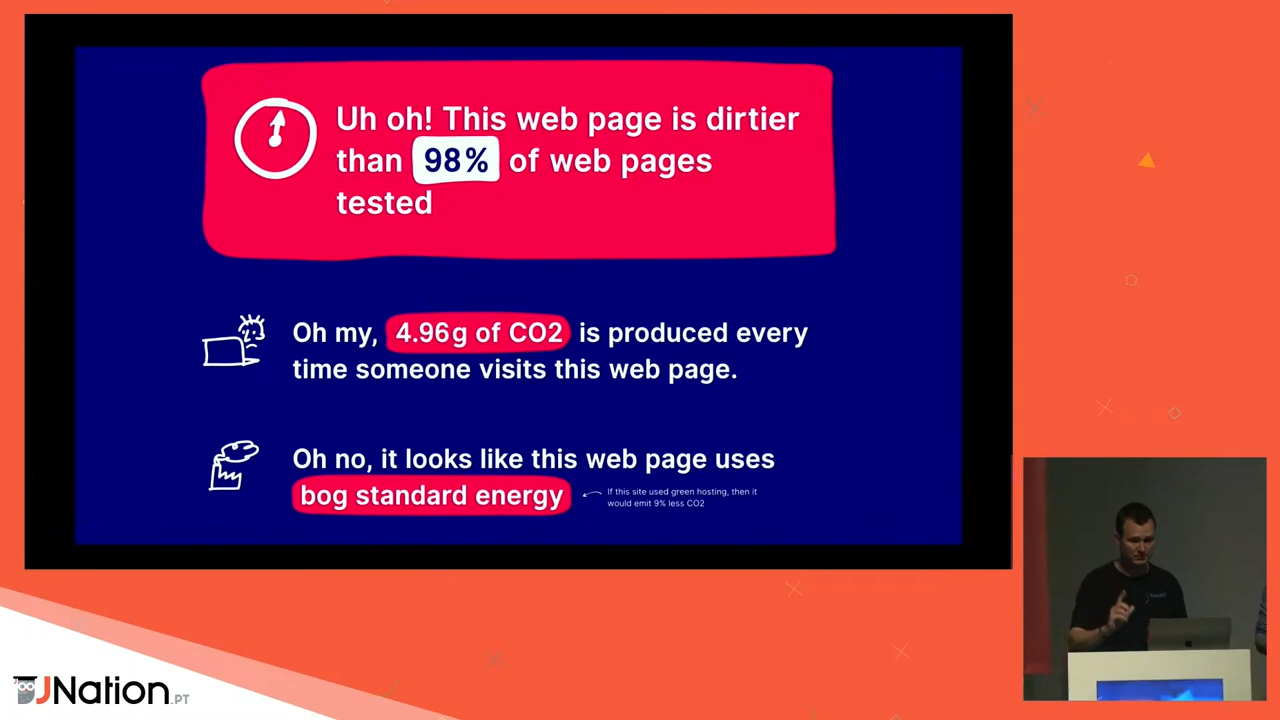 Uh oh! This web page is dirtier
than 98% of web pages
tested
Oh my, 4.96g of CO2 is produced every
time someone visits this web page.
Oh no, it looks like this web page uses
bog standard energy
If this site used green hosting, then it
would emit 9% less CO2
JNation.PT